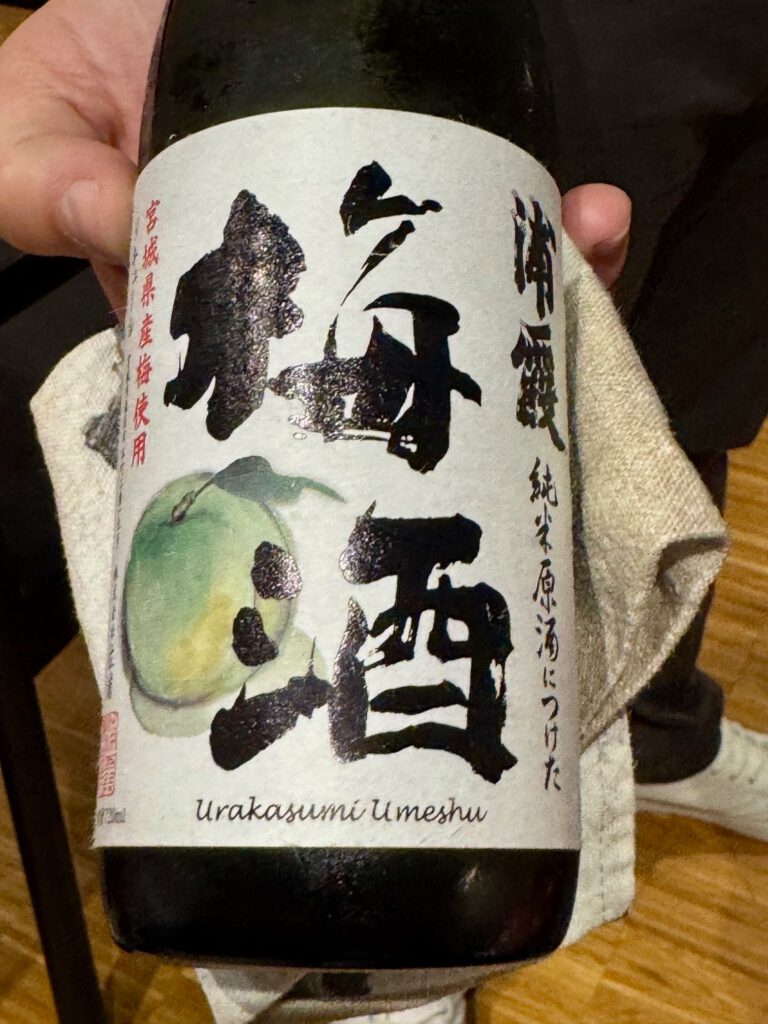 浦霞
純米原酒につけた
梅酒
宮城県産梅使用
Urakasumi Umeshu
720ml